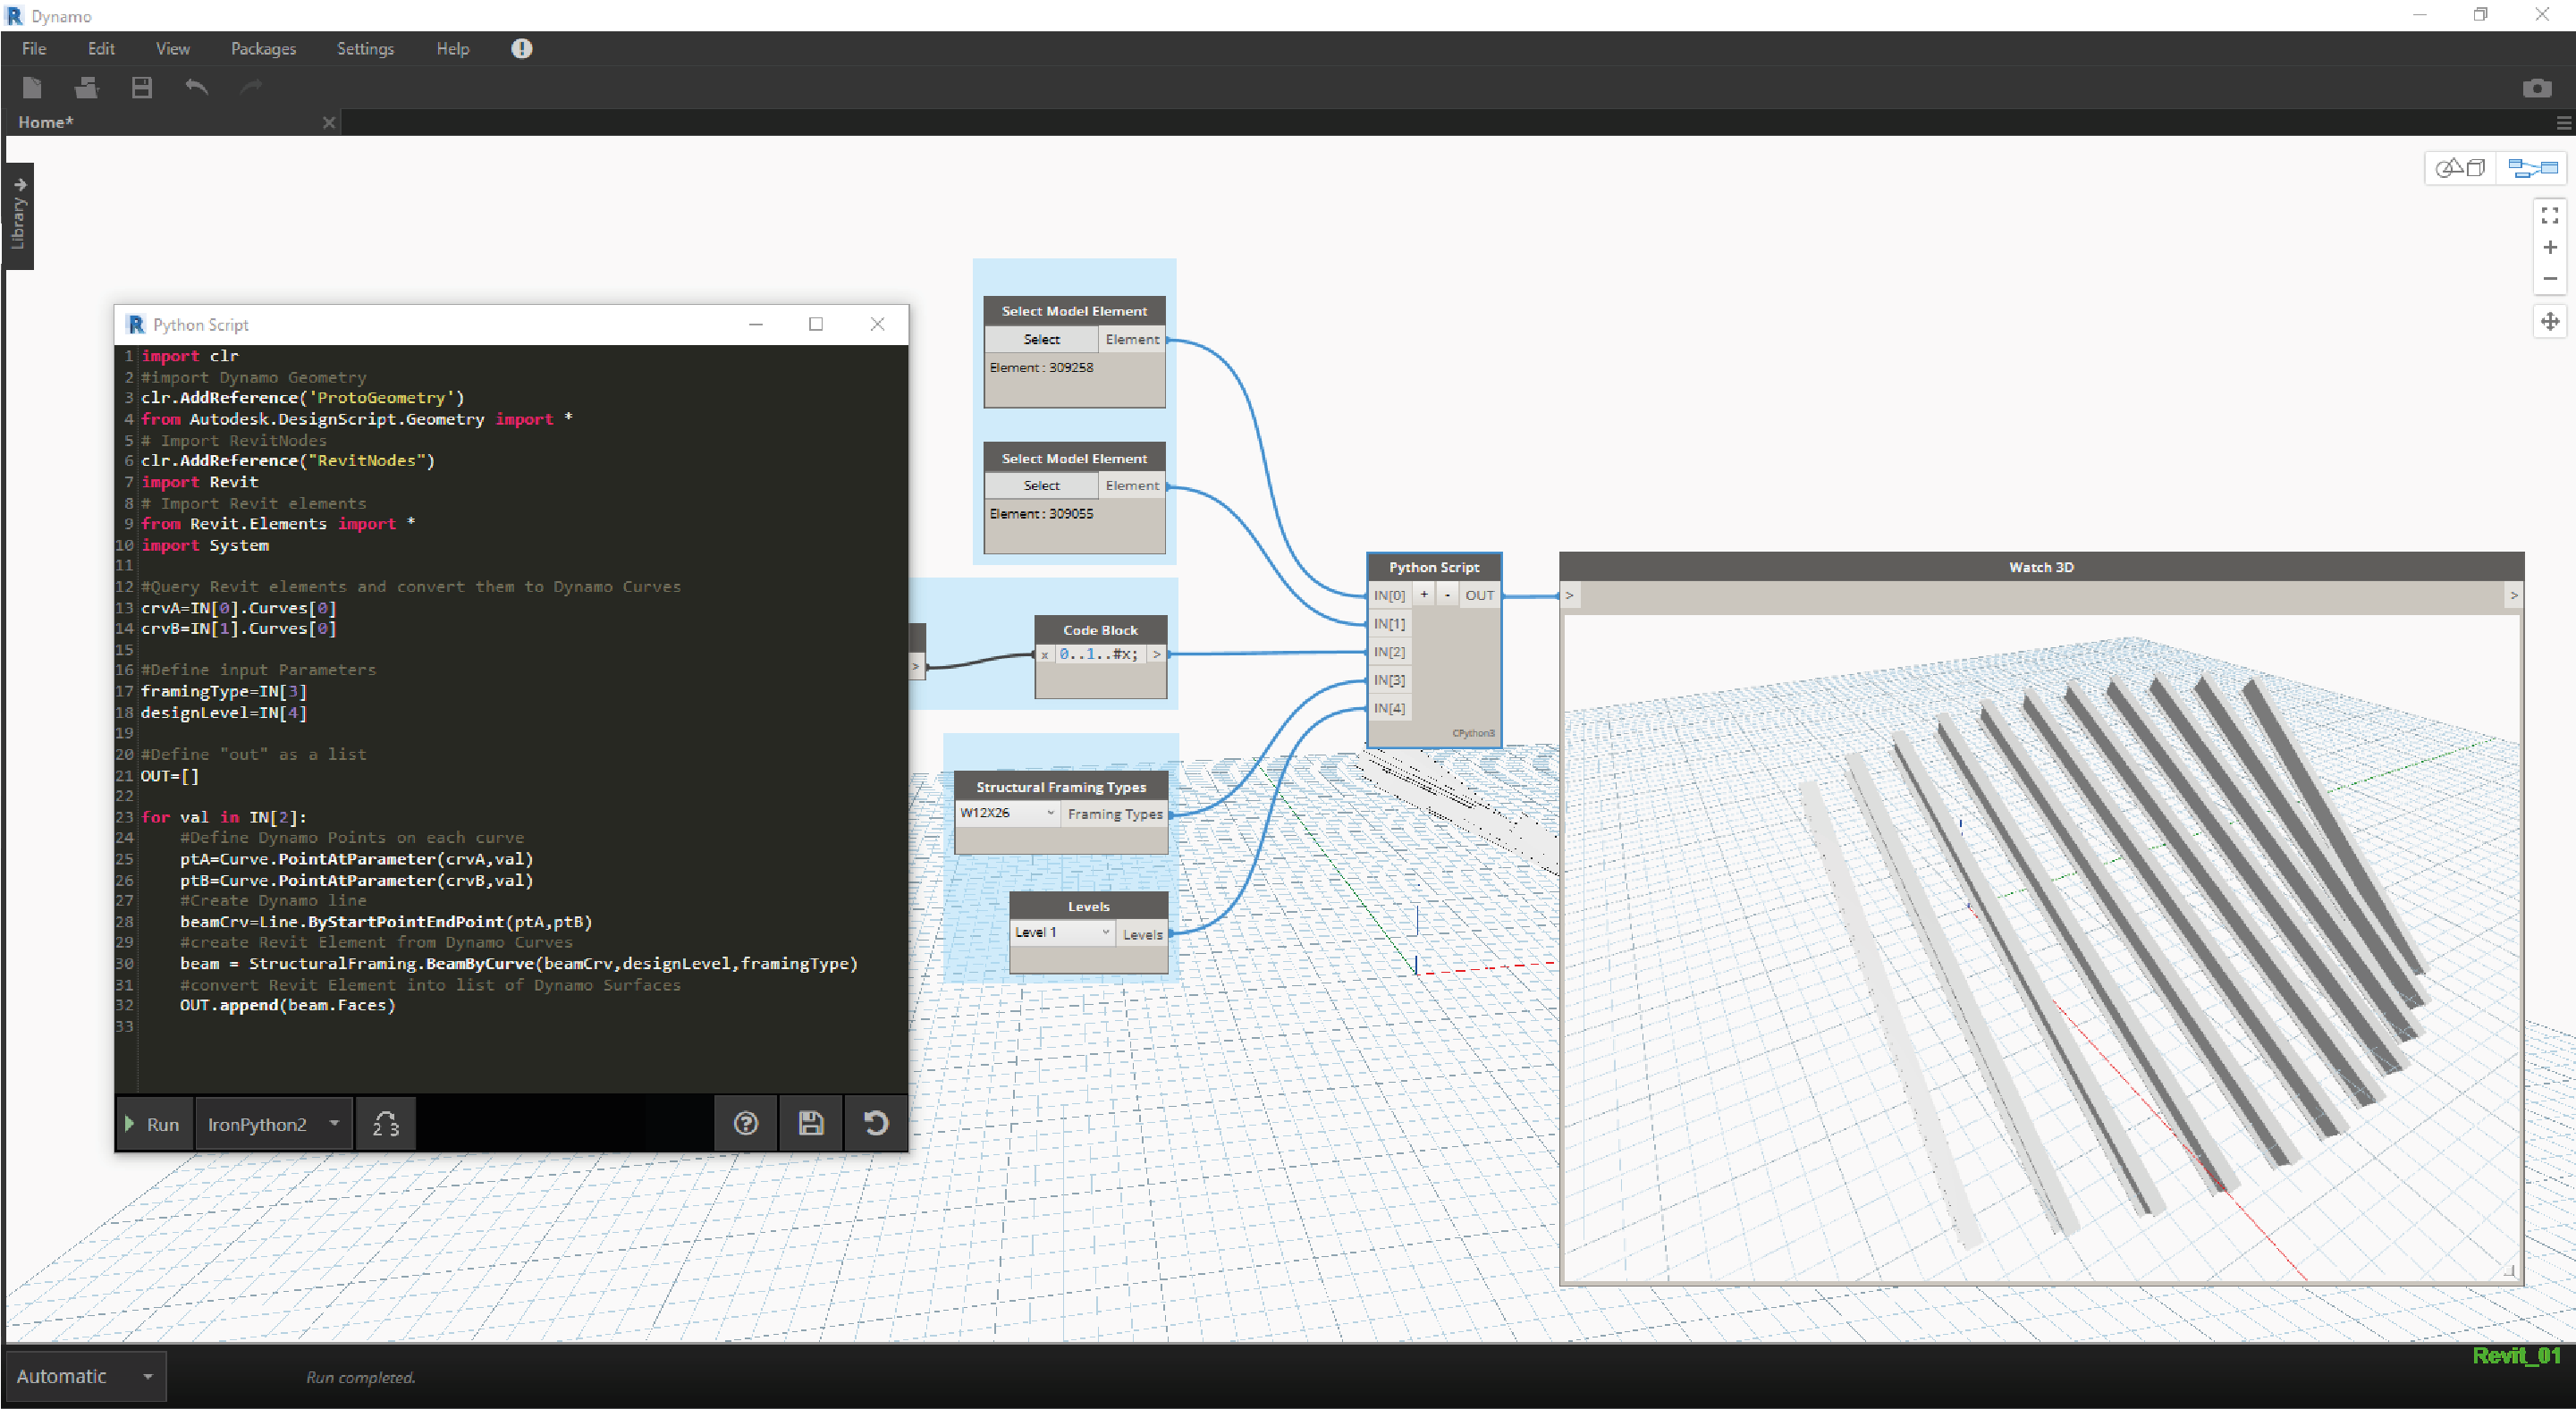 Dynamo
File Edit View Packages Settings Help
Home*
Library
Python Script
1 import clr
2 #import Dynamo Geometry
3 clr.AddReference('ProtoGeometry')
4 from Autodesk.DesignScript.Geometry import *
5 # Import RevitNodes
6 clr.AddReference("RevitNodes")
7 import Revit
8 # Import Revit elements
9 from Revit.Elements import *
10 import System
11
12 #Query Revit elements and convert them to Dynamo Curves
13 crvA=IN[0].Curves[0]
14 crvB=IN[1].Curves[0]
15
16 #Define input Parameters
17 framingType=IN[3]
18 designLevel=IN[4]
19
20 #Define "out" as a list
21 OUT=[]
22
23 for val in IN[2]:
24     #Define Dynamo Points on each curve
25     ptA=Curve.PointAtParameter(crvA,val)
26     ptB=Curve.PointAtParameter(crvB,val)
27     #Create Dynamo line
28     beamCrv=Line.ByStartPointEndPoint(ptA,ptB)
29     #create Revit Element from Dynamo Curves
30     beam = StructuralFraming.BeamByCurve(beamCrv,designLevel,framingType)
31     #convert Revit Element into list of Dynamo Surfaces
32     OUT.append(beam.Faces)
33
Run IronPython2 2 3
Select Model Element
Select Element
Element : 309258
Select Model Element
Select Element
Element : 309055
>
Code Block
x 0..1..#x; >
Structural Framing Types
W12X26 Framing Types
Levels
Level 1 Levels
Python Script
IN[0] + - OUT
IN[1]
IN[2]
IN[3]
IN[4]
CPython3
Watch 3D
> >
Automatic Run completed.
Revit_01